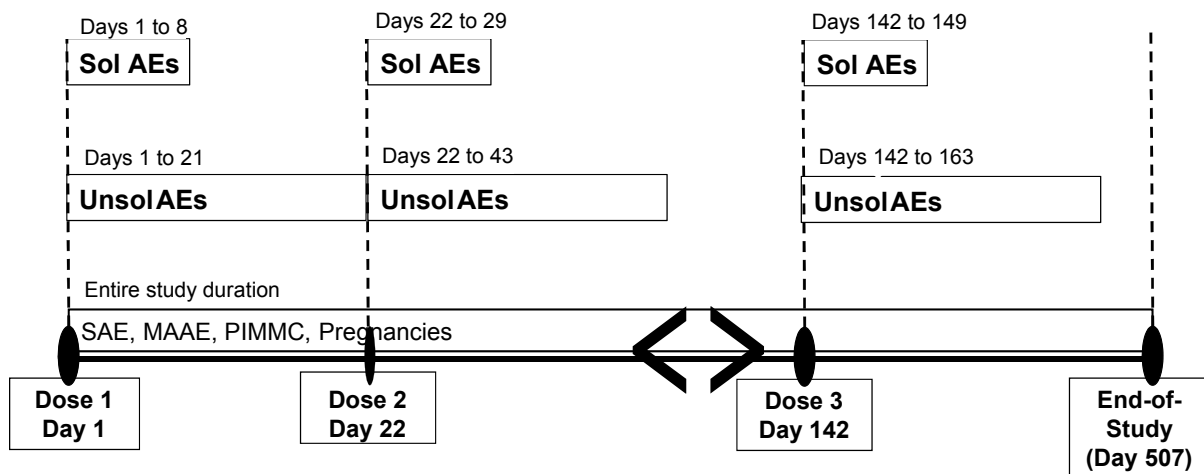 Days 1 to 8
Days 22 to 29
Days 142 to 149
Sol AEs
Sol AEs
Sol AEs
Days 1 to 21
Days 22 to 43
Days 142 to 163
Unsol AEs
Unsol AEs
Unsol AEs
Entire study duration
SAE, MAAE, PIMMC, Pregnancies
Dose 1
Day 1
Dose 2
Day 22
Dose 3
Day 142
End-of-
Study
(Day 507)